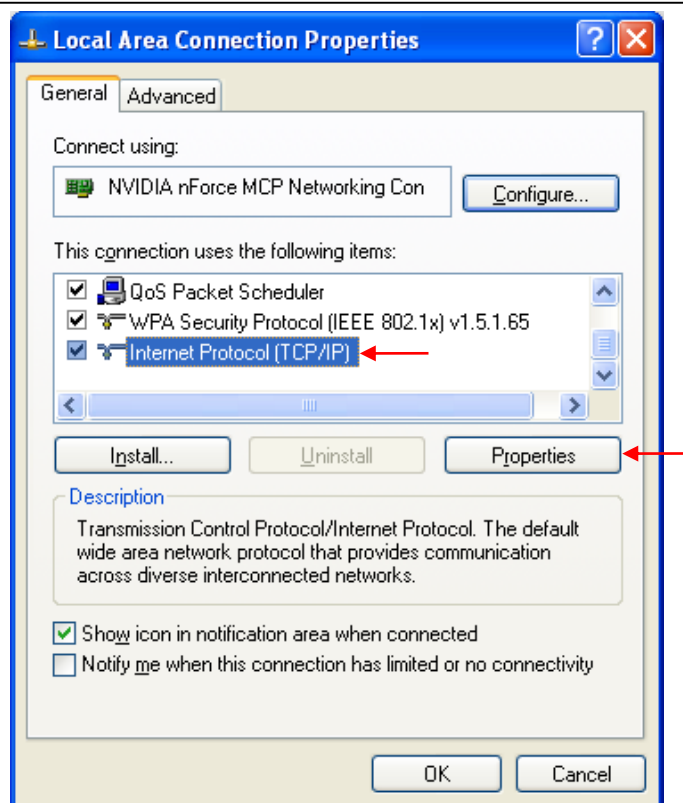 Local Area Connection Properties
General
Advanced
Connect using:
NVIDIA nForce MCP Networking Con
Configure...
This connection uses the following items:
QoS Packet Scheduler
WPA Security Protocol (IEEE 802.1x) v1.5.1.65
Internet Protocol (TCP/IP)
Install...
Uninstall
Properties
Description
Transmission Control Protocol/Internet Protocol. The default
wide area network protocol that provides communication
across diverse interconnected networks.
Show icon in notification area when connected
Notify me when this connection has limited or no connectivity
OK
Cancel